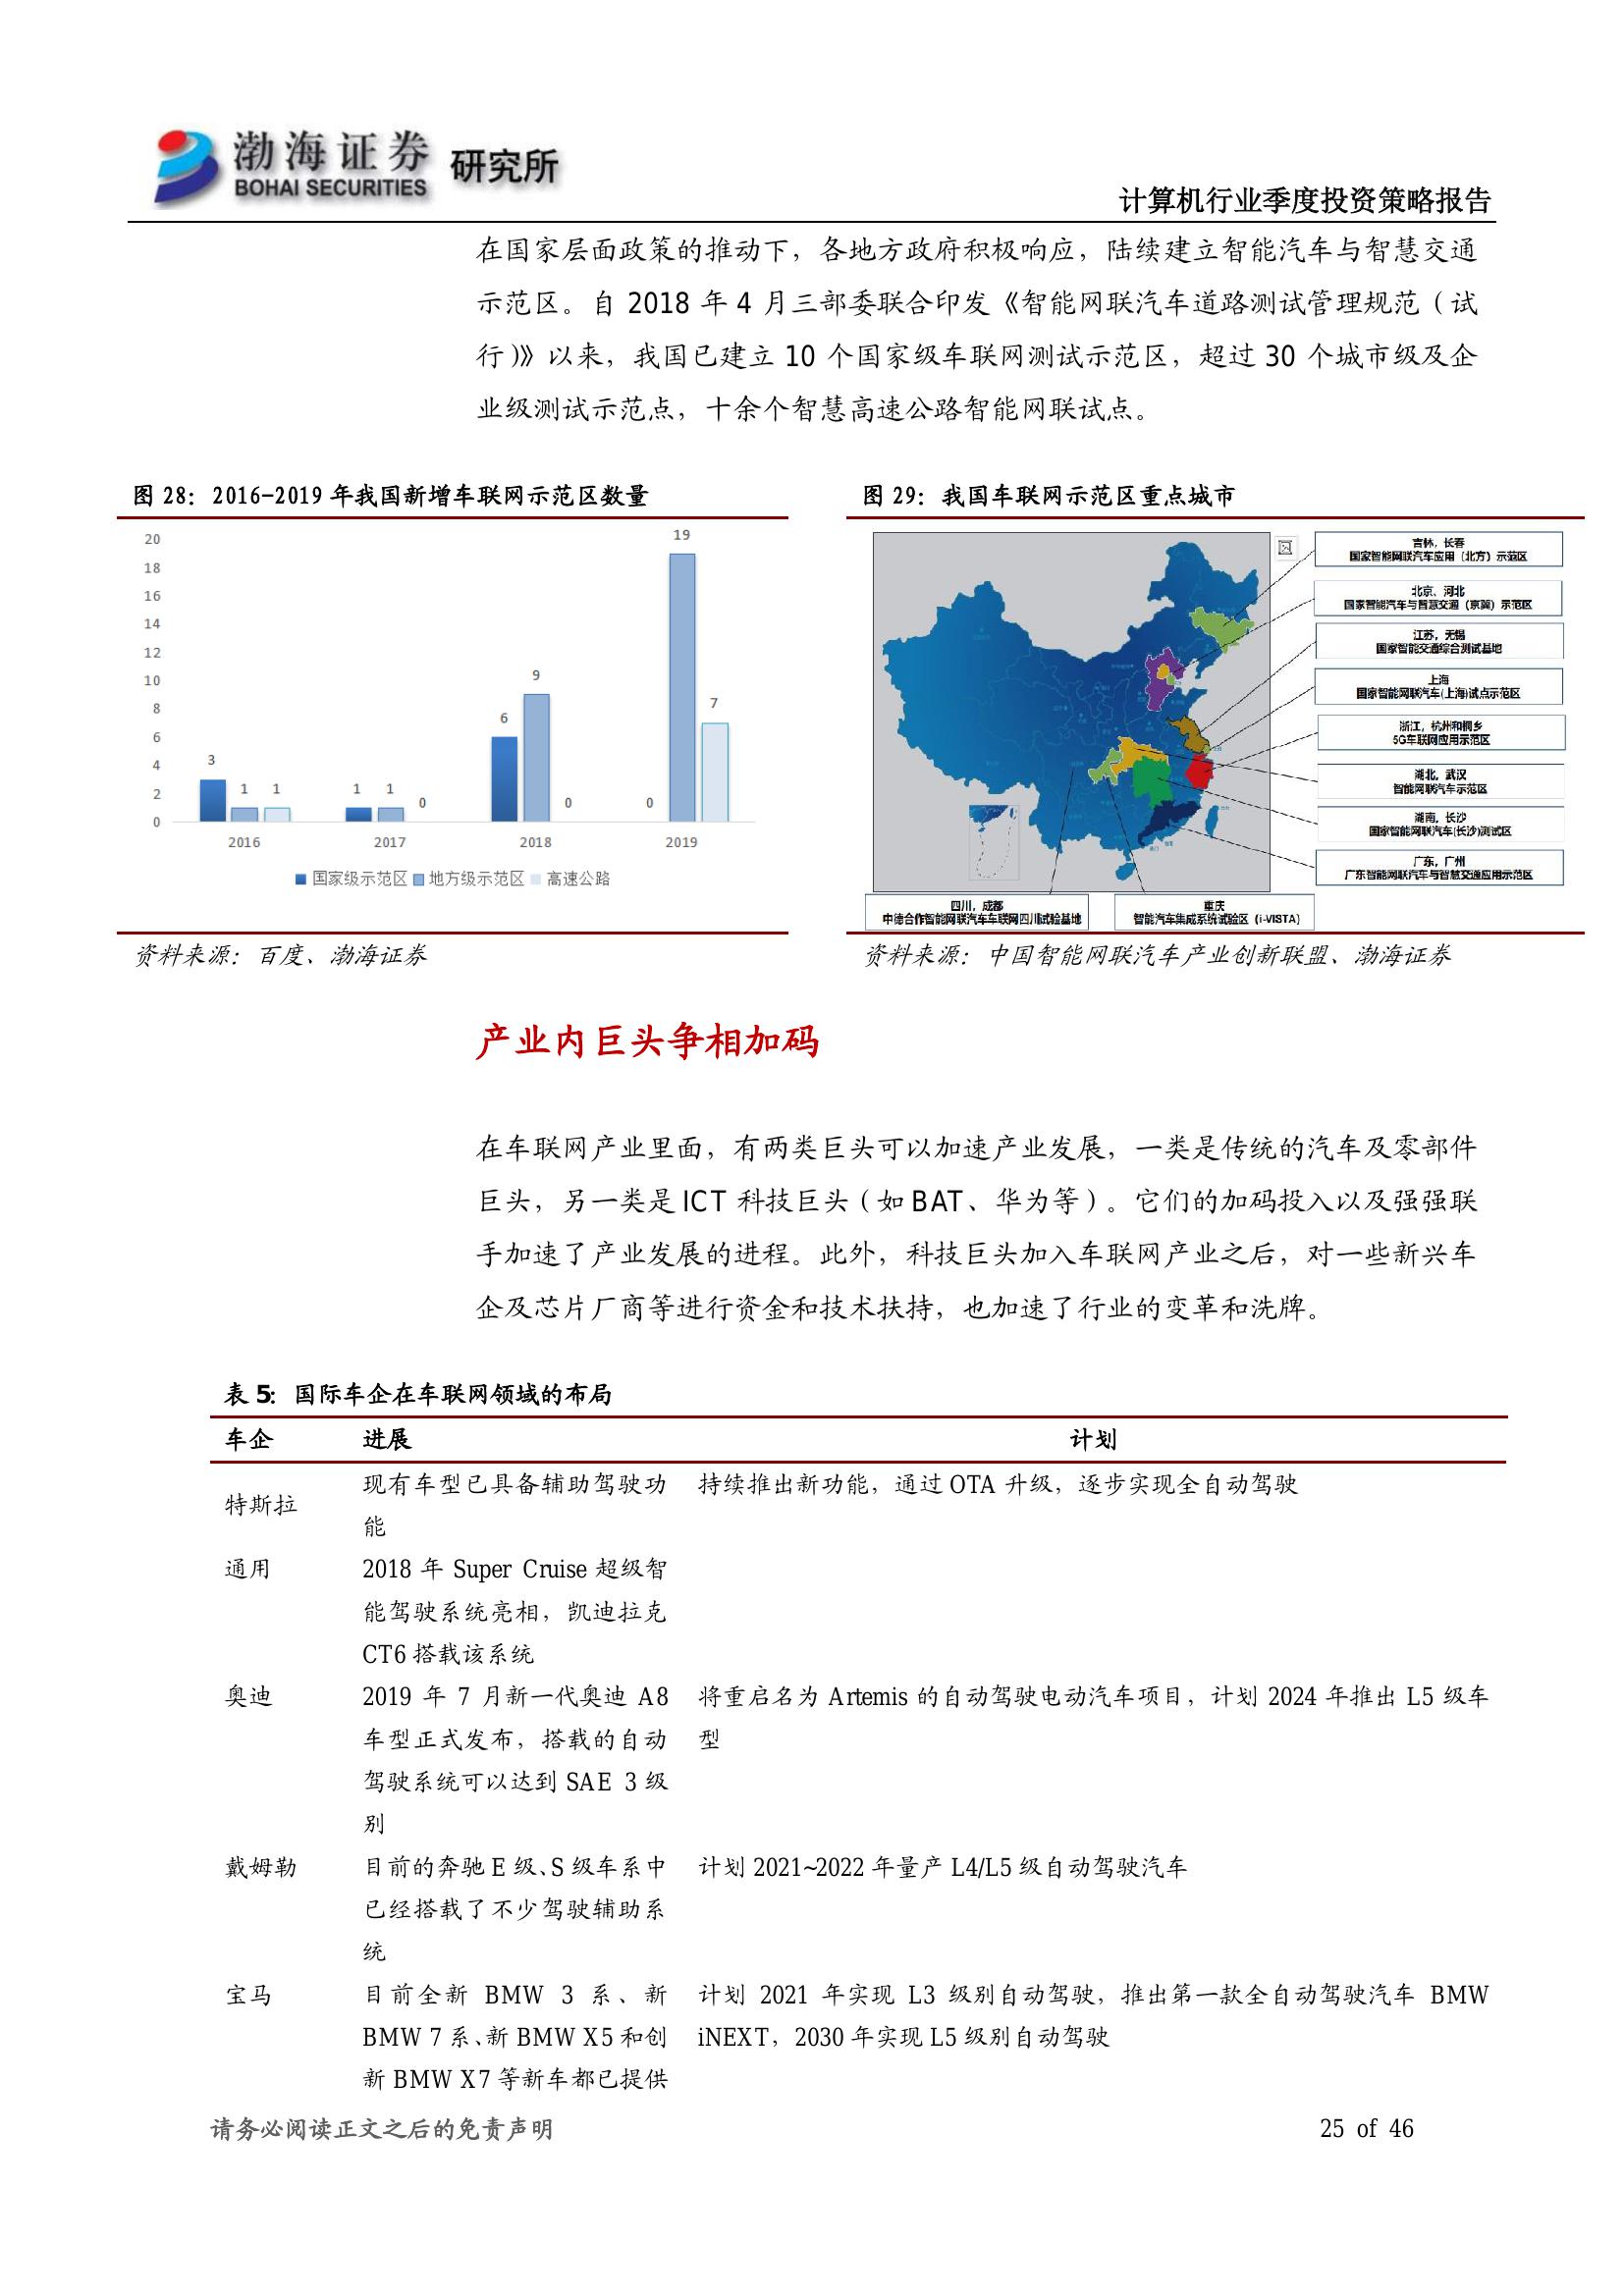 渤海证券 研究所
BOHAI SECURITIES
计算机行业季度投资策略报告
在国家层面政策的推动下，各地方政府积极响应，陆续建立智能汽车与智慧交通
示范区。自 2018 年 4 月三部委联合印发《智能网联汽车道路测试管理规范（试
行）》以来，我国已建立 10 个国家级车联网测试示范区，超过 30 个城市级及企
业级测试示范点，十余个智慧高速公路智能网联试点。
图 28：2016-2019 年我国新增车联网示范区数量
20
18
16
14
12
10
8
6
4
2
0
3
1
1
1
1
0
6
9
0
0
19
7
2016
2017
2018
2019
国家级示范区 地方级示范区 高速公路
资料来源：百度、渤海证券
图 29：我国车联网示范区重点城市
吉林，长春
国家智能网联汽车应用（北方）示范区
北京、河北
国家智能汽车与智慧交通（京冀）示范区
江苏，无锡
国家智能交通综合测试基地
上海
国家智能网联汽车(上海)试点示范区
浙江，杭州和桐乡
5G车联网应用示范区
湖北，武汉
智能网联汽车示范区
湖南，长沙
国家智能网联汽车(长沙)测试区
广东，广州
广东智能网联汽车与智慧交通应用示范区
四川，成都
中德合作智能网联汽车车联网四川试验基地
重庆
智能汽车集成系统试验区（i-VISTA）
资料来源：中国智能网联汽车产业创新联盟、渤海证券
产业内巨头争相加码
在车联网产业里面，有两类巨头可以加速产业发展，一类是传统的汽车及零部件
巨头，另一类是 ICT 科技巨头（如 BAT、华为等）。它们的加码投入以及强强联
手加速了产业发展的进程。此外，科技巨头加入车联网产业之后，对一些新兴车
企及芯片厂商等进行资金和技术扶持，也加速了行业的变革和洗牌。
表 5：国际车企在车联网领域的布局
车企 进展 计划
特斯拉
现有车型已具备辅助驾驶功
能
持续推出新功能，通过 OTA 升级，逐步实现全自动驾驶
通用
2018 年 Super Cruise 超级智
能驾驶系统亮相，凯迪拉克
CT6 搭载该系统
奥迪
2019 年 7 月新一代奥迪 A8
车型正式发布，搭载的自动
驾驶系统可以达到 SAE 3 级
别
将重启名为 Artemis 的自动驾驶电动汽车项目，计划 2024 年推出 L5 级车
型
戴姆勒
目前的奔驰 E 级、S 级车系中
已经搭载了不少驾驶辅助系
统
计划 2021~2022 年量产 L4/L5 级自动驾驶汽车
宝马
目前全新 BMW 3 系、新
BMW 7 系、新 BMW X5 和创
新 BMW X7 等新车都已提供
计划 2021 年实现 L3 级别自动驾驶，推出第一款全自动驾驶汽车 BMW
iNEXT，2030 年实现 L5 级别自动驾驶
请务必阅读正文之后的免责声明
25 of 46